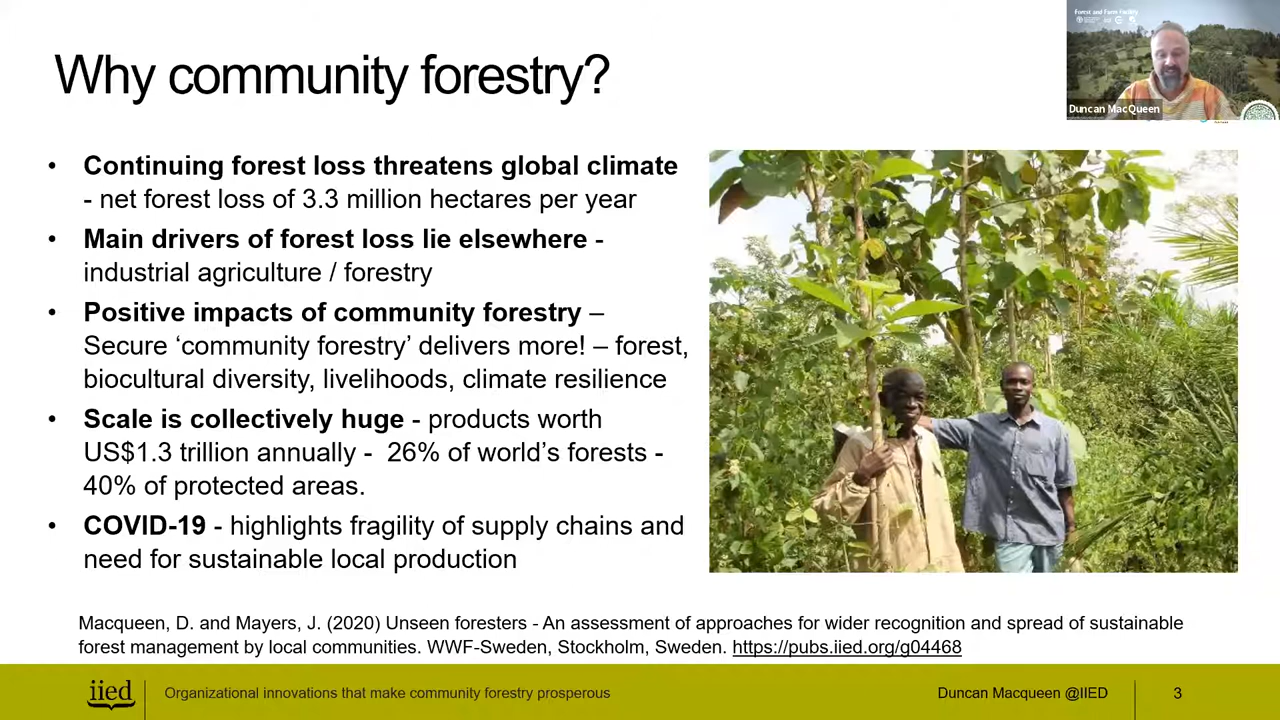 Forest and Farm Facility
Why community forestry?
Duncan MacQueen
• Continuing forest loss threatens global climate
- net forest loss of 3.3 million hectares per year
• Main drivers of forest loss lie elsewhere -
industrial agriculture / forestry
• Positive impacts of community forestry –
Secure ‘community forestry’ delivers more! – forest,
biocultural diversity, livelihoods, climate resilience
• Scale is collectively huge - products worth
US$1.3 trillion annually - 26% of world’s forests -
40% of protected areas.
• COVID-19 - highlights fragility of supply chains and
need for sustainable local production
Macqueen, D. and Mayers, J. (2020) Unseen foresters - An assessment of approaches for wider recognition and spread of sustainable
forest management by local communities. WWF-Sweden, Stockholm, Sweden. https://pubs.iied.org/g04468
iied
Organizational innovations that make community forestry prosperous
Duncan Macqueen @IIED
3